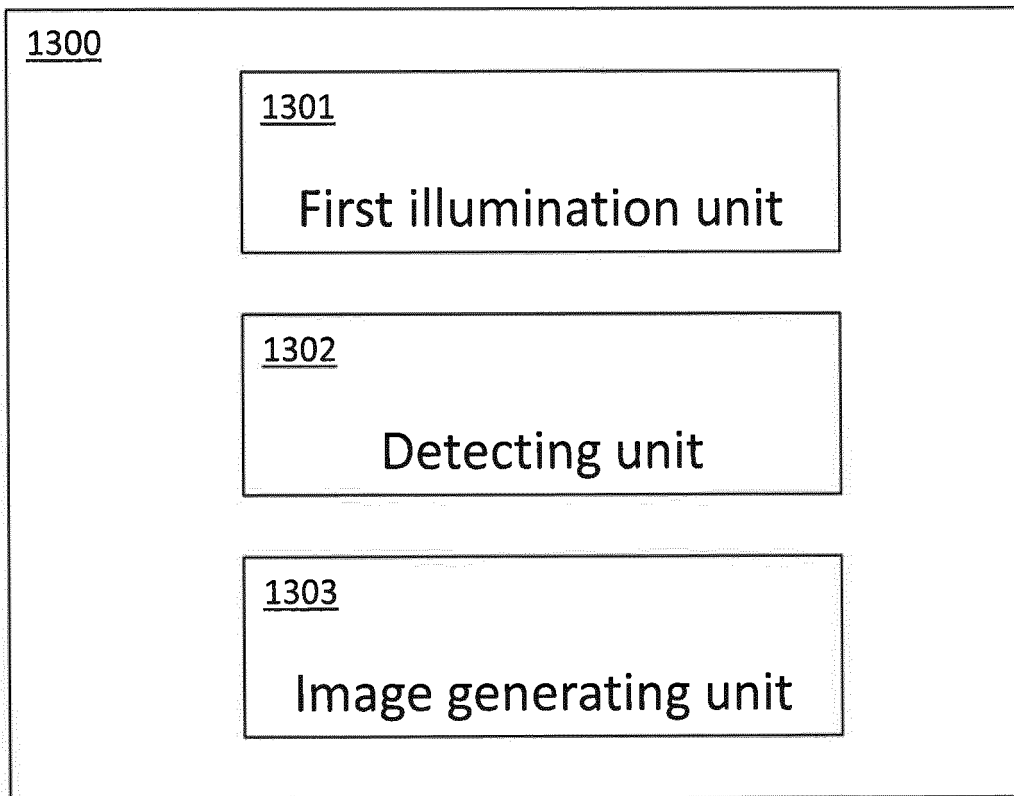 1300
1301
First illumination unit
1302
Detecting unit
1303
Image generating unit